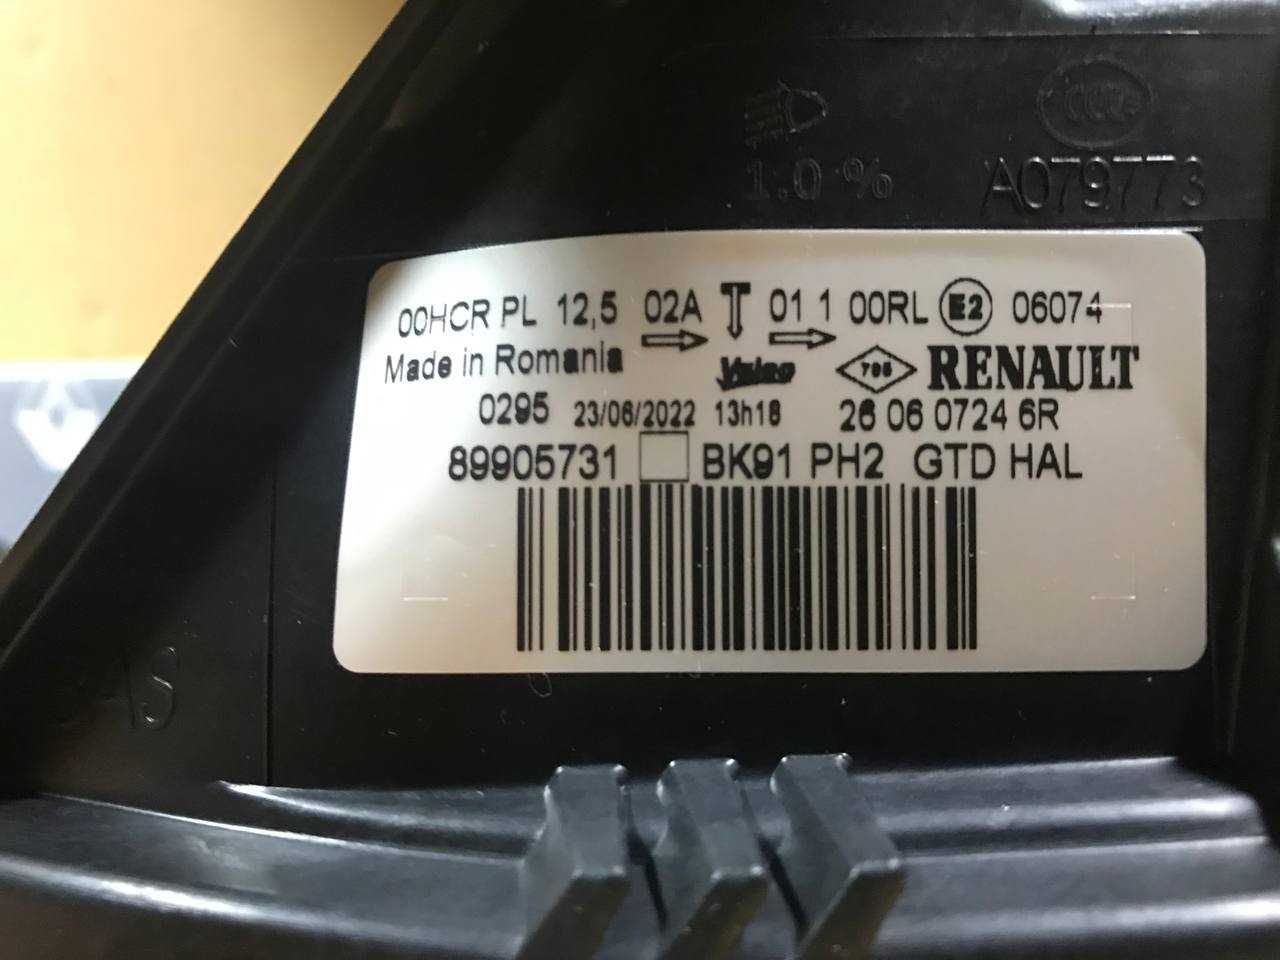 1.0 %
A079773
00HCR PL 12,5 02A 01 1 00RL E2 06074
Made in Romania Valeo RENAULT
0295 23/06/2022 13h18 26 06 0724 6R
89905731 BK91 PH2 GTD HAL